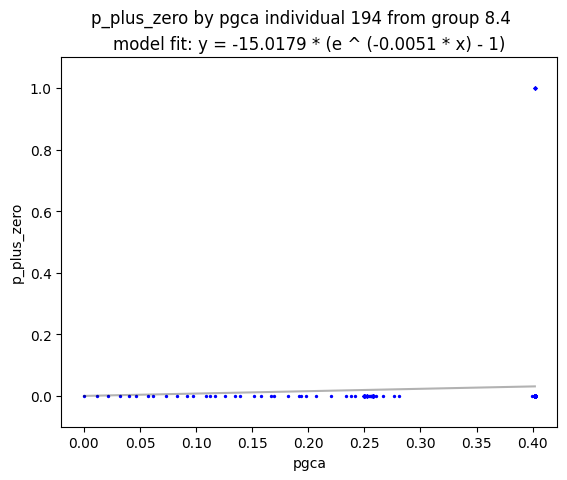 p_plus_zero by pgca individual 194 from group 8.4
model fit: y = -15.0179 * (e ^ (-0.0051 * x) - 1)
1.0
0.8
0.6
0.4
0.2
0.0
p_plus_zero
0.00 0.05 0.10 0.15 0.20 0.25 0.30 0.35 0.40
pgca